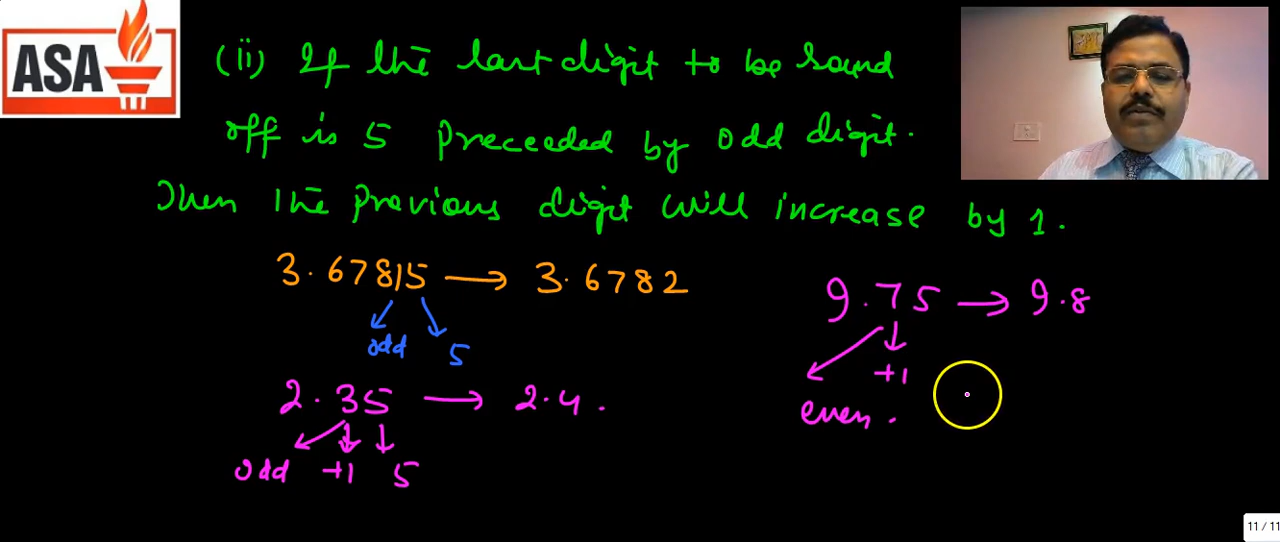 ASA
(ii) If the last digit to be round
off is 5 preceeded by odd digit.
Then the previous digit will increase by 1.
3.67815 → 3.6782
odd 5
2.35 → 2.4.
odd +1 5
9.75 → 9.8
+1
even.
11 / 11